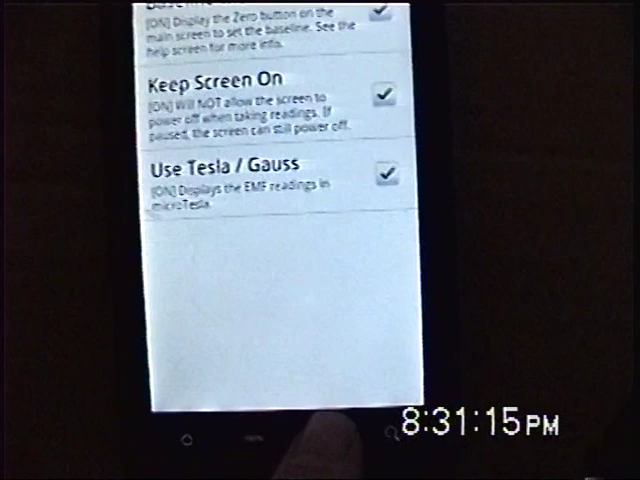 [ON] Display the Zero button on the
main screen to set the baseline. See the
help screen for more info.
Keep Screen On
[ON] Will NOT allow the screen to
power off when taking readings. If
paused, the screen can still power off.
Use Tesla / Gauss
[ON] Displays the EMF readings in
microTesla.
8:31:15PM